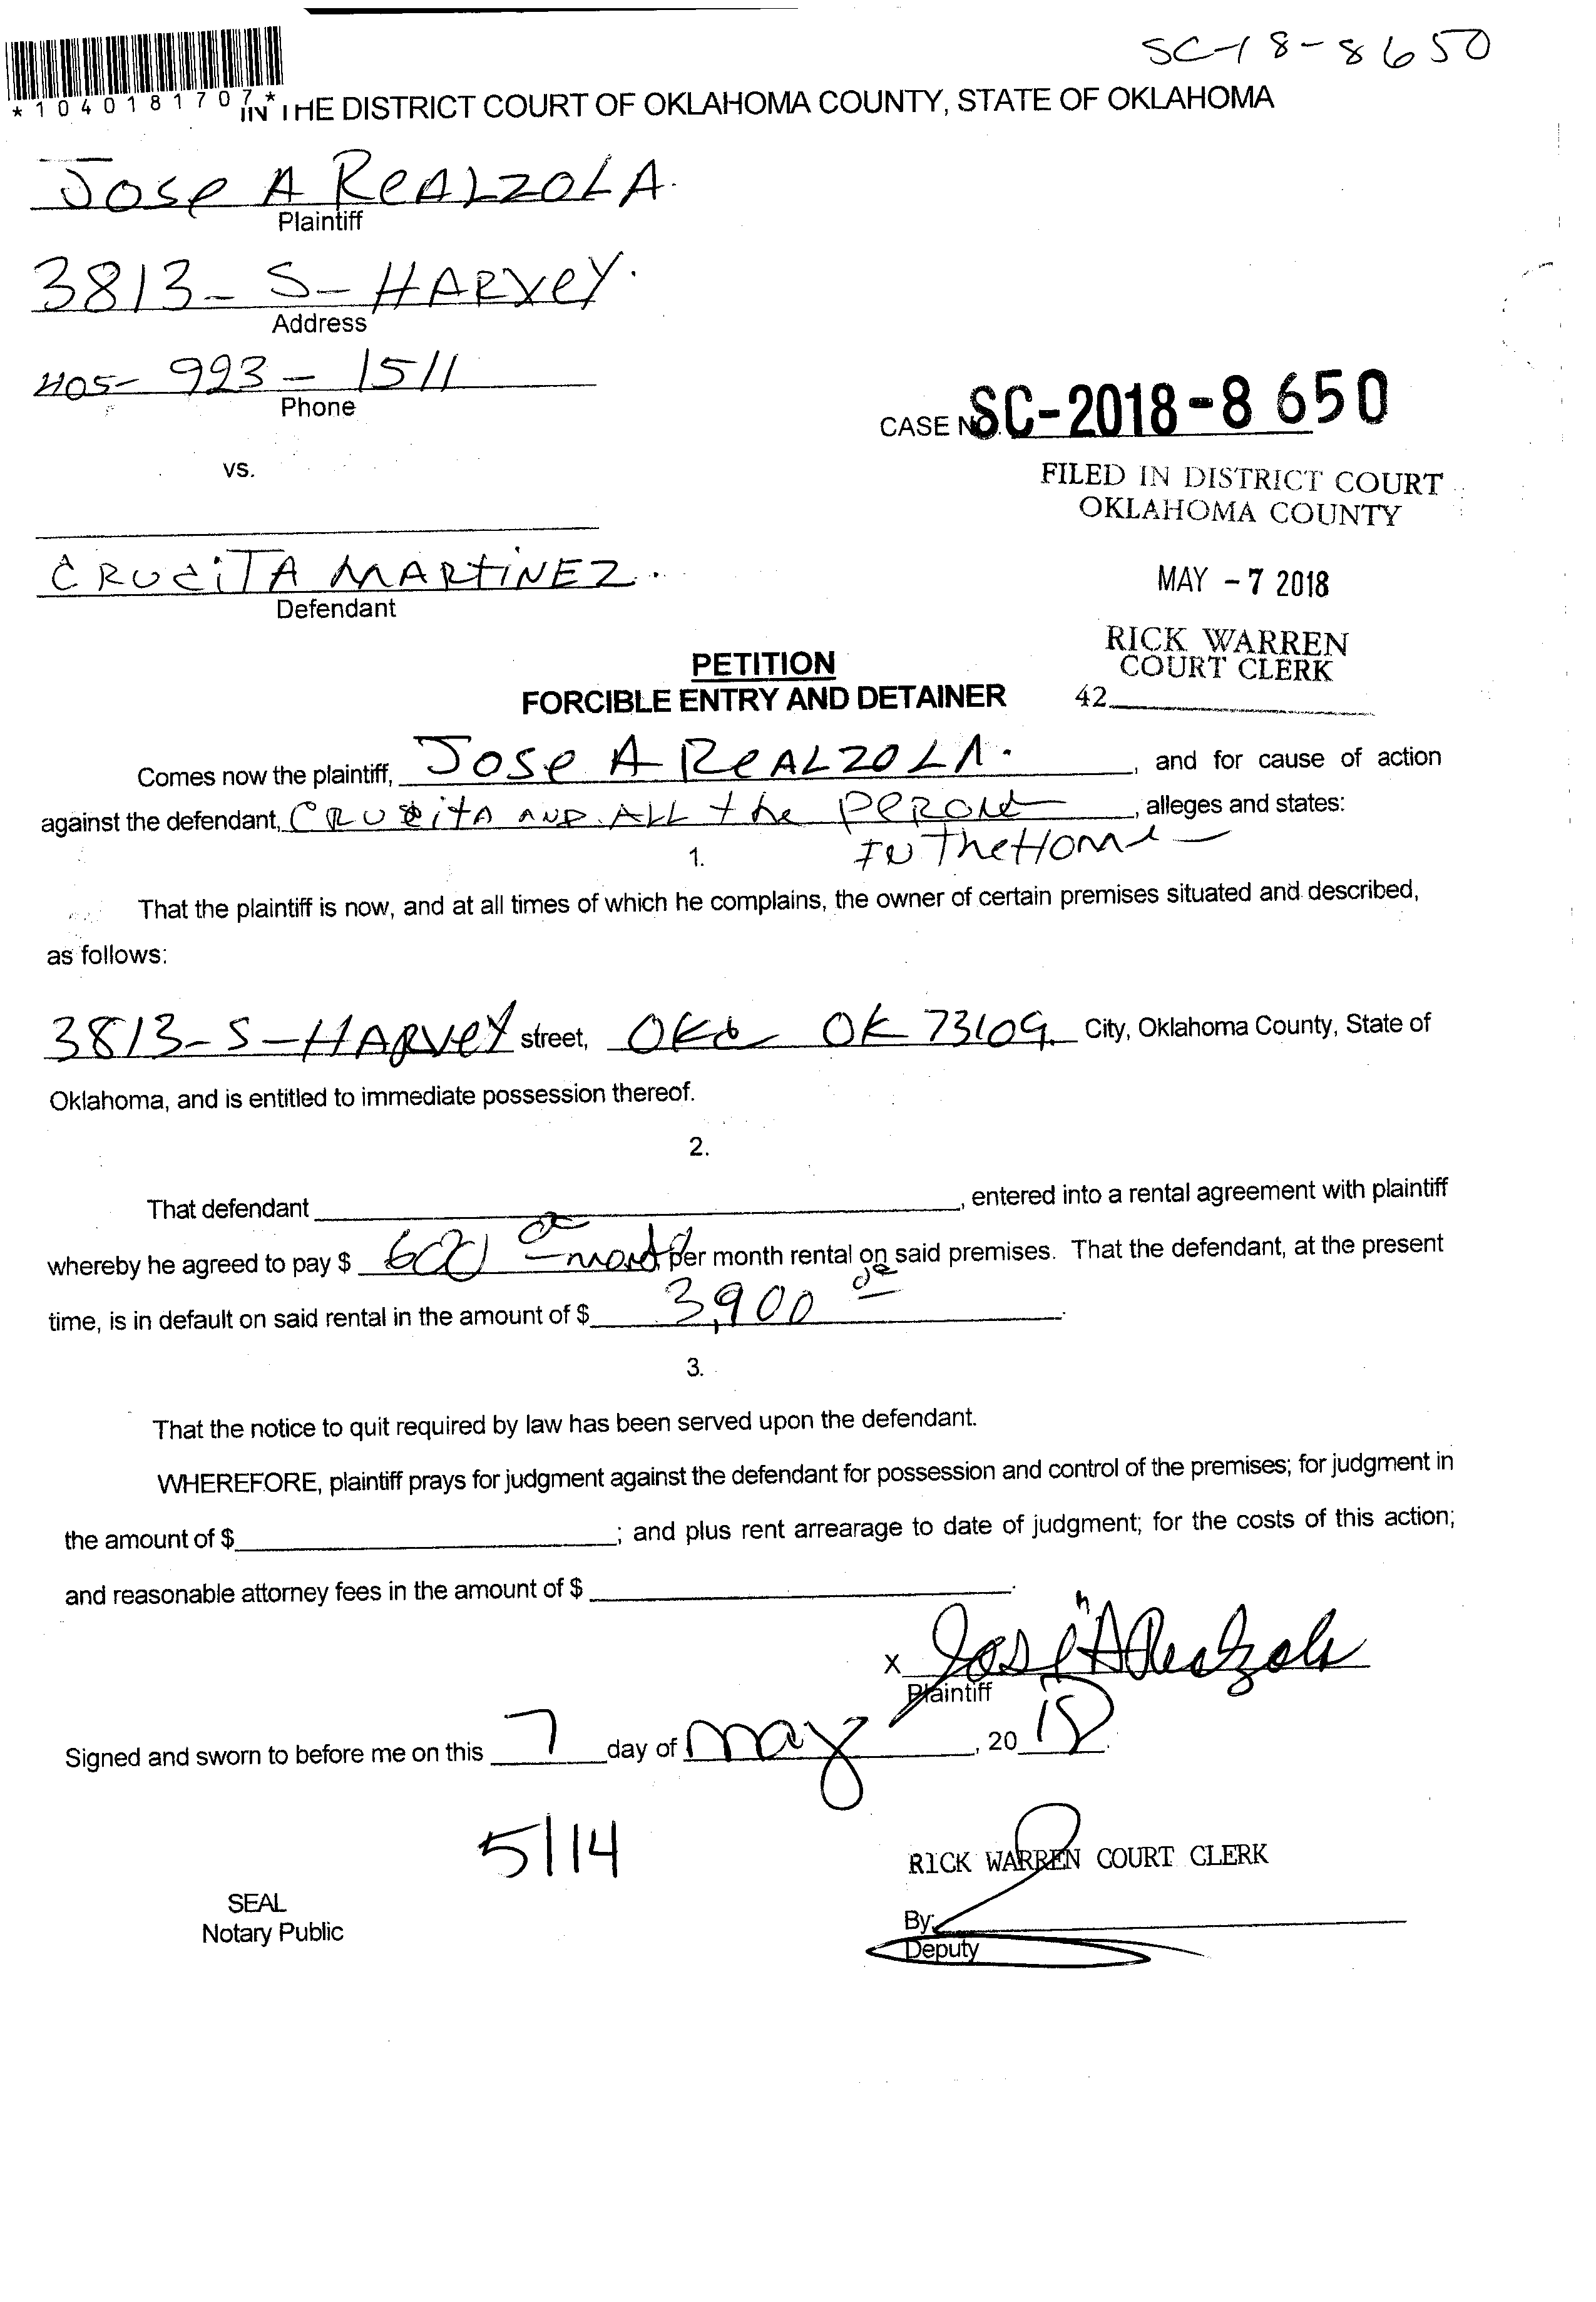 SC-18-8650
*1040181707*
IN THE DISTRICT COURT OF OKLAHOMA COUNTY, STATE OF OKLAHOMA
Jose A ReALZOLA.
Plaintiff
3813- S- HARVeY.
Address
405- 993- 1511
Phone
CASE NO. SC-2018-8650
vs.
FILED IN DISTRICT COURT
OKLAHOMA COUNTY
CRUCiTA MARtiNEZ.
Defendant
MAY -7 2018
RICK WARREN
COURT CLERK
42
PETITION
FORCIBLE ENTRY AND DETAINER
Comes now the plaintiff, Jose A ReALZOLA. , and for cause of action
against the defendant, CRUCitA AND ALL the PERONE , alleges and states:
IN The Home
1.
That the plaintiff is now, and at all times of which he complains, the owner of certain premises situated and described,
as follows:
3813-S-HARVeY street, OKC OK 73109. City, Oklahoma County, State of
Oklahoma, and is entitled to immediate possession thereof.
2.
That defendant , entered into a rental agreement with plaintiff
whereby he agreed to pay $ 600 per month rental on said premises. That the defendant, at the present
time, is in default on said rental in the amount of $ 3,900 .
3.
That the notice to quit required by law has been served upon the defendant.
WHEREFORE, plaintiff prays for judgment against the defendant for possession and control of the premises; for judgment in
the amount of $ ; and plus rent arrearage to date of judgment; for the costs of this action;
and reasonable attorney fees in the amount of $ .
x Jose A Realzola
Plaintiff
Signed and sworn to before me on this 7 day of may , 20 18.
5/14
RICK WARREN COURT CLERK
SEAL
Notary Public
By:
Deputy